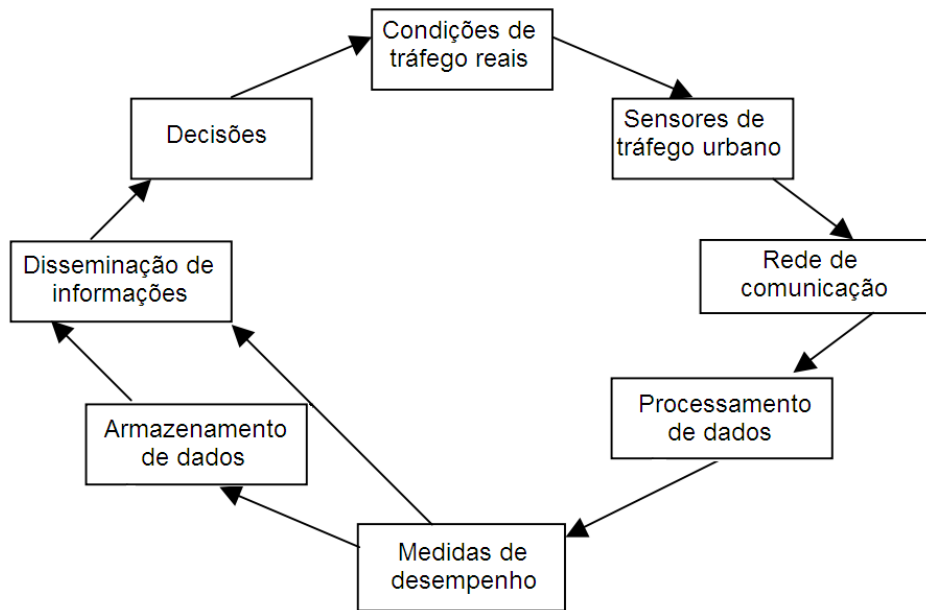 Condições de
tráfego reais
Sensores de
tráfego urbano
Rede de
comunicação
Processamento
de dados
Medidas de
desempenho
Armazenamento
de dados
Disseminação de
informações
Decisões